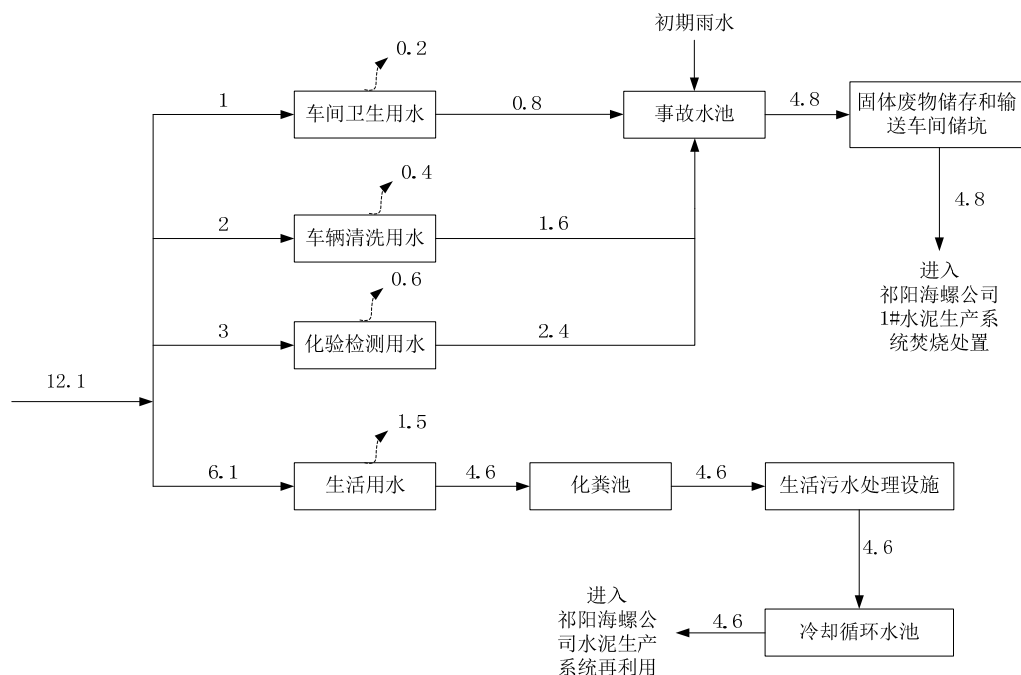 初期雨水
0.2
1
车间卫生用水
0.8
事故水池
4.8
固体废物储存和输
送车间储坑
0.4
2
车辆清洗用水
1.6
4.8
0.6
3
化验检测用水
2.4
进入
祁阳海螺公司
1#水泥生产系
统焚烧处置
12.1
1.5
6.1
生活用水
4.6
化粪池
4.6
生活污水处理设施
4.6
进入
祁阳海螺公
司水泥生产
系统再利用
4.6
冷却循环水池